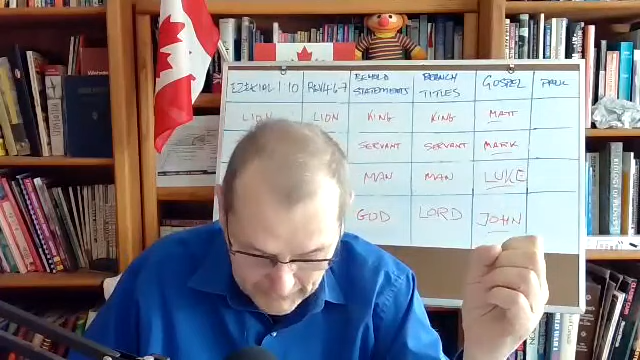 EZEKIAL 1:10 REV 4:6-7 BEHOLD STATEMENTS BRANCH TITLES GOSPEL PAUL
LION LION KING KING MATT
SERVANT SERVANT MARK
MAN MAN LUKE
GOD LORD JOHN